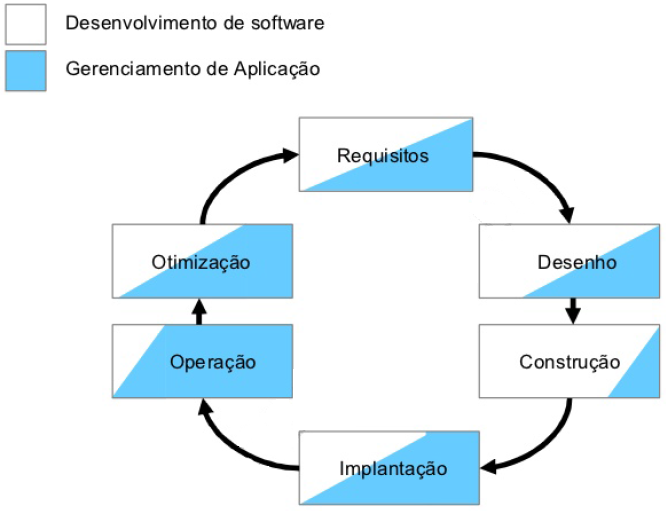 Desenvolvimento de software
Gerenciamento de Aplicação
Requisitos
Otimização
Desenho
Operação
Construção
Implantação